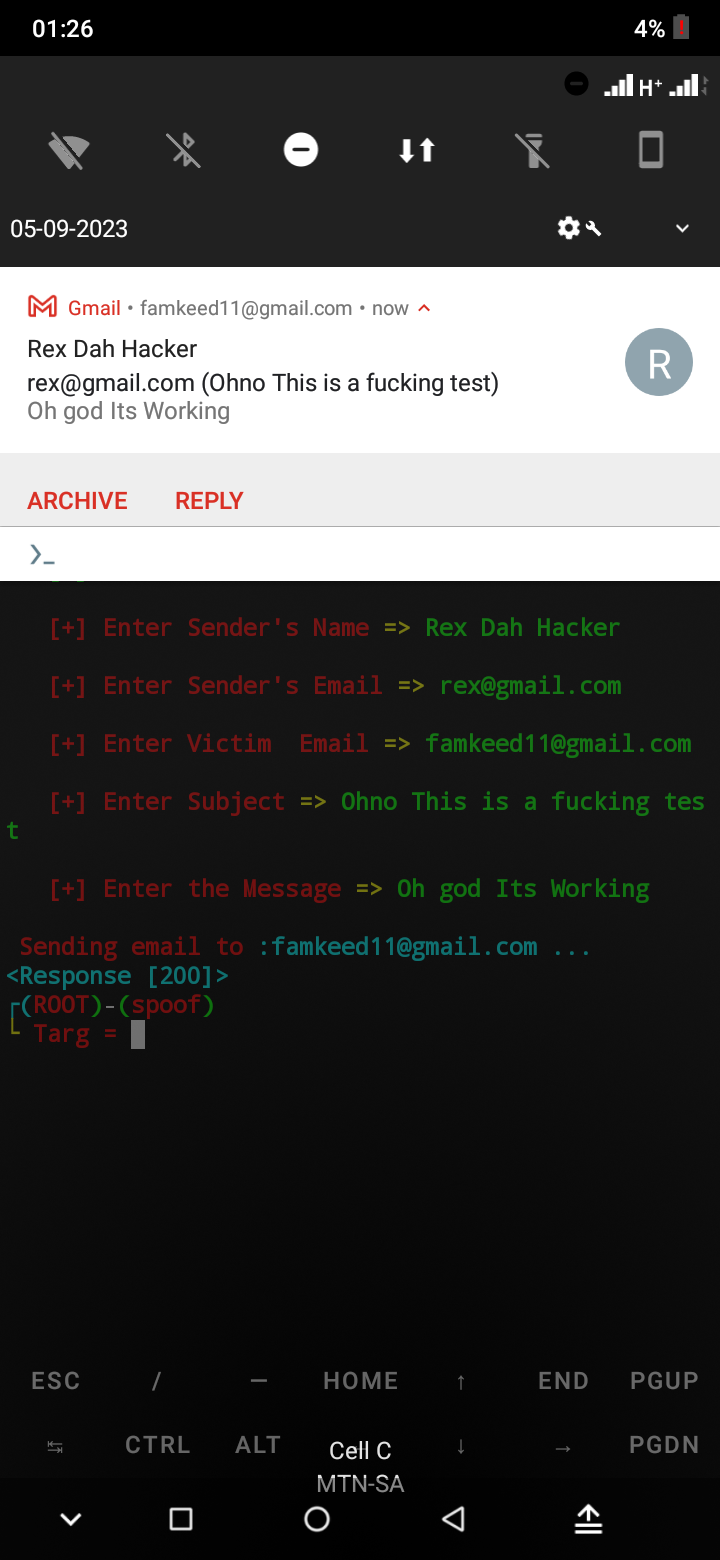 01:26 4%
H+
05-09-2023
Gmail • famkeed11@gmail.com • now
Rex Dah Hacker
R
rex@gmail.com (Ohno This is a fucking test)
Oh god Its Working
ARCHIVE REPLY
[+] Enter Sender's Name => Rex Dah Hacker
[+] Enter Sender's Email => rex@gmail.com
[+] Enter Victim  Email => famkeed11@gmail.com
[+] Enter Subject => Ohno This is a fucking tes
t
[+] Enter the Message => Oh god Its Working
Sending email to :famkeed11@gmail.com ...
<Response [200]>
┌(ROOT)-(spoof)
└ Targ =
ESC / — HOME ↑ END PGUP
⇆ CTRL ALT ↓ → PGDN
Cell C
MTN-SA